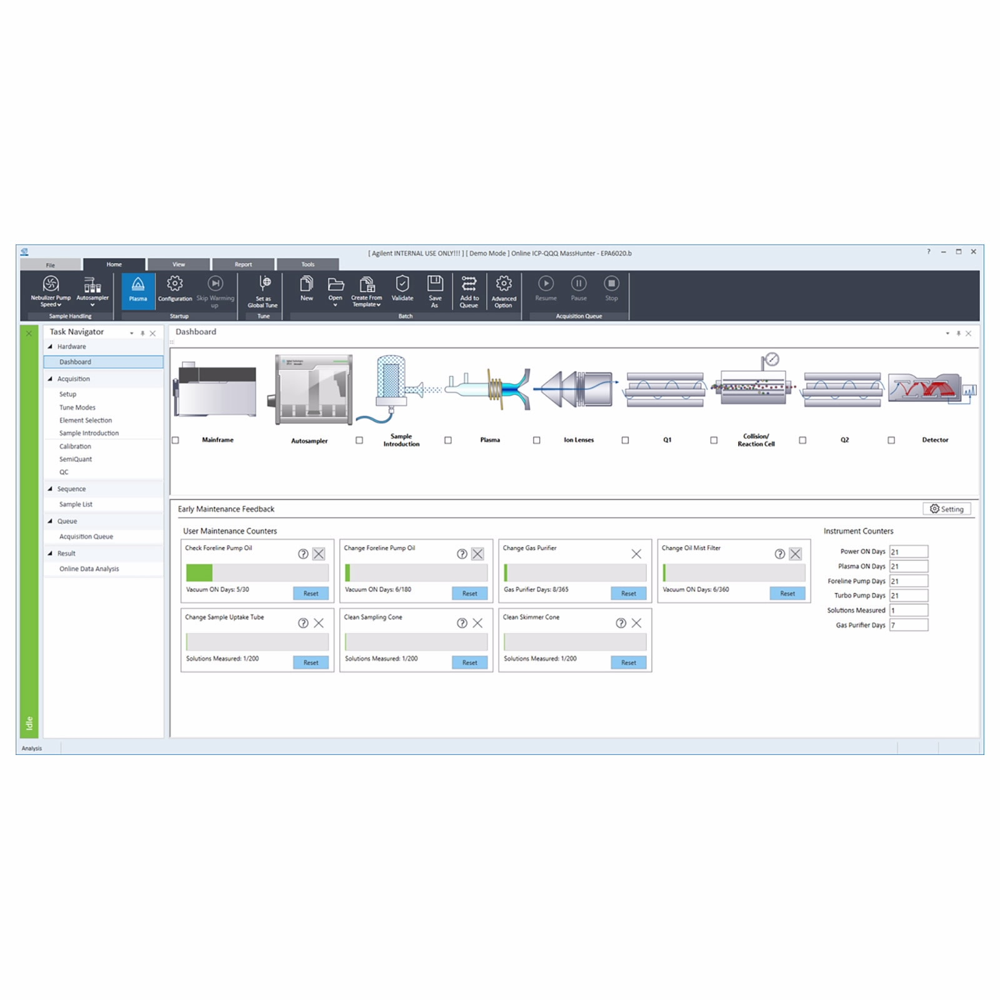 [ Agilent INTERNAL USE ONLY!!! ] [ Demo Mode ] Online ICP-QQQ MassHunter - EPA6020.b
File
Home
View
Report
Tools
Nebulizer Pump
Speed
Autosampler
Plasma
Configuration
Skip Warming
up
Set as
Global Tune
New
Open
Create From
Template
Validate
Save
As
Add to
Queue
Advanced
Option
Resume
Pause
Stop
Sample Handling
Startup
Tune
Batch
Acquisition Queue
Task Navigator
Hardware
Dashboard
Acquisition
Setup
Tune Modes
Element Selection
Sample Introduction
Calibration
SemiQuant
QC
Sequence
Sample List
Queue
Acquisition Queue
Result
Online Data Analysis
Idle
Analysis
Dashboard
Mainframe
Autosampler
Sample
Introduction
Plasma
Ion Lenses
Q1
Collision/
Reaction Cell
Q2
Detector
Early Maintenance Feedback
Setting
User Maintenance Counters
Check Foreline Pump Oil
Vacuum ON Days: 5/30
Reset
Change Foreline Pump Oil
Vacuum ON Days: 6/180
Reset
Change Gas Purifier
Gas Purifier Days: 8/365
Reset
Change Oil Mist Filter
Vacuum ON Days: 6/360
Reset
Change Sample Uptake Tube
Solutions Measured: 1/200
Reset
Clean Sampling Cone
Solutions Measured: 1/200
Reset
Clean Skimmer Cone
Solutions Measured: 1/200
Reset
Instrument Counters
Power ON Days 21
Plasma ON Days 21
Foreline Pump Days 21
Turbo Pump Days 21
Solutions Measured 1
Gas Purifier Days 7